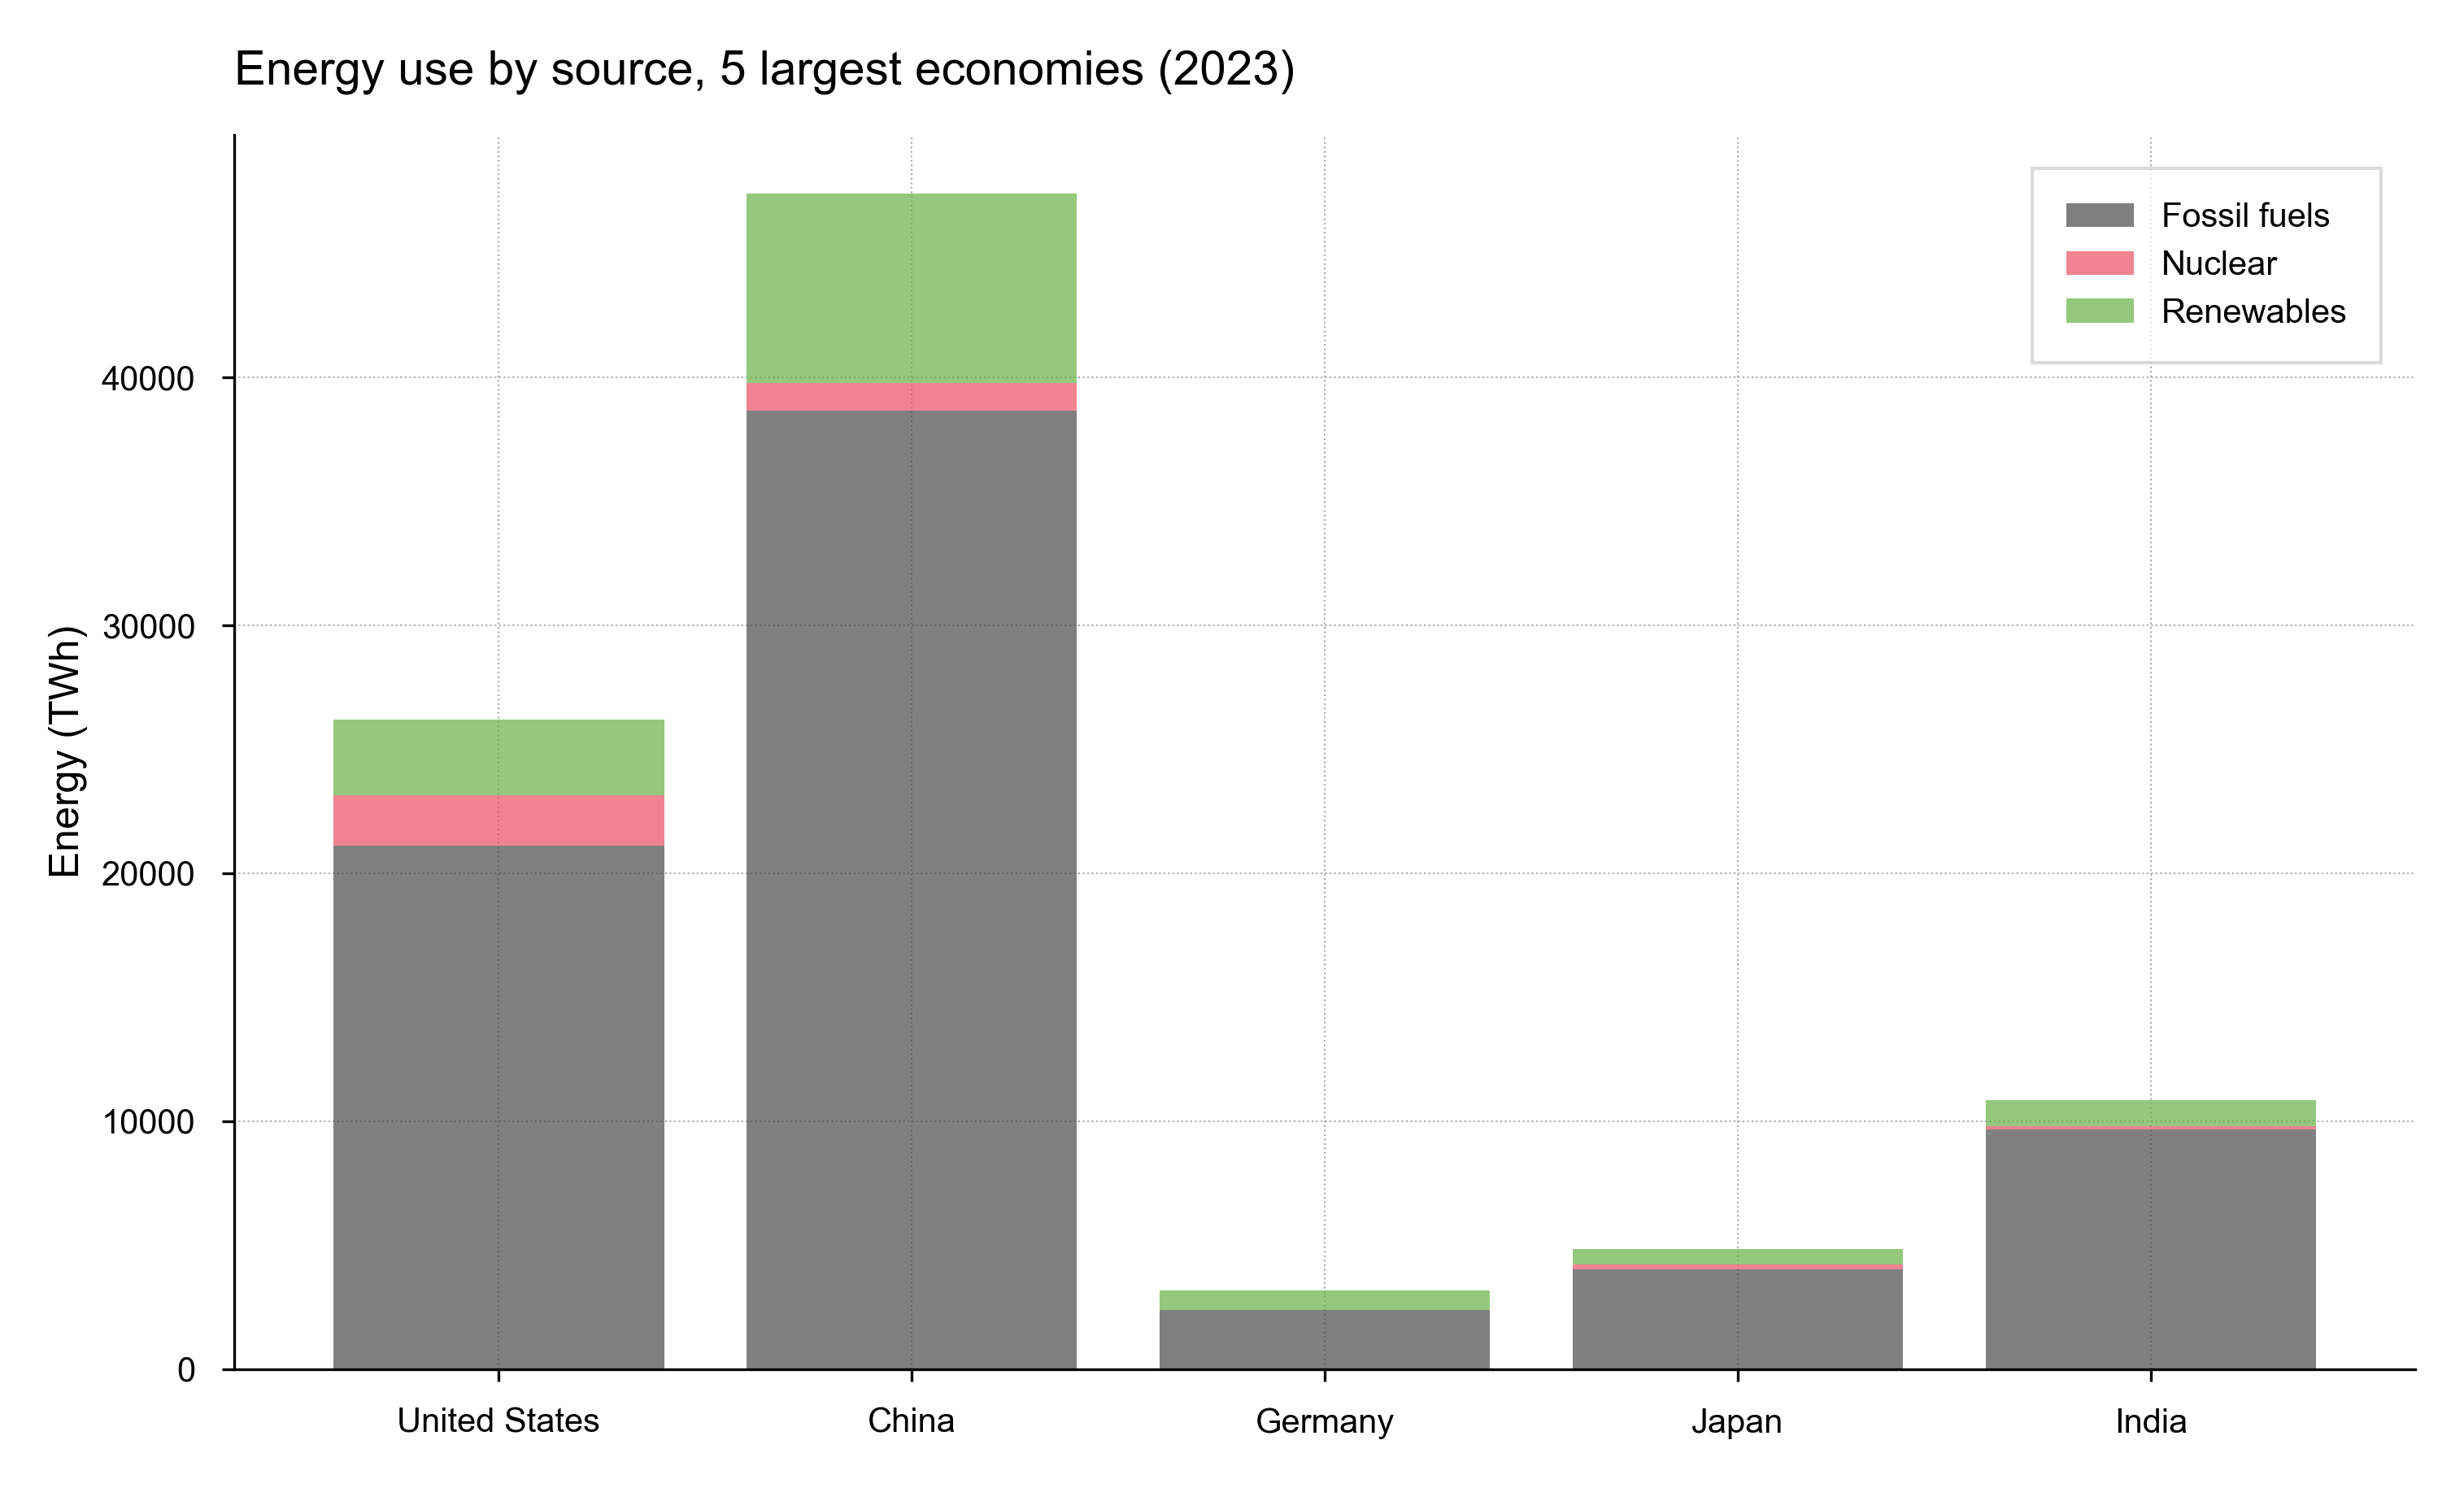 Energy use by source, 5 largest economies (2023)
Fossil fuels
Nuclear
Renewables
Energy (TWh)
40000
30000
20000
10000
0
United States
China
Germany
Japan
India